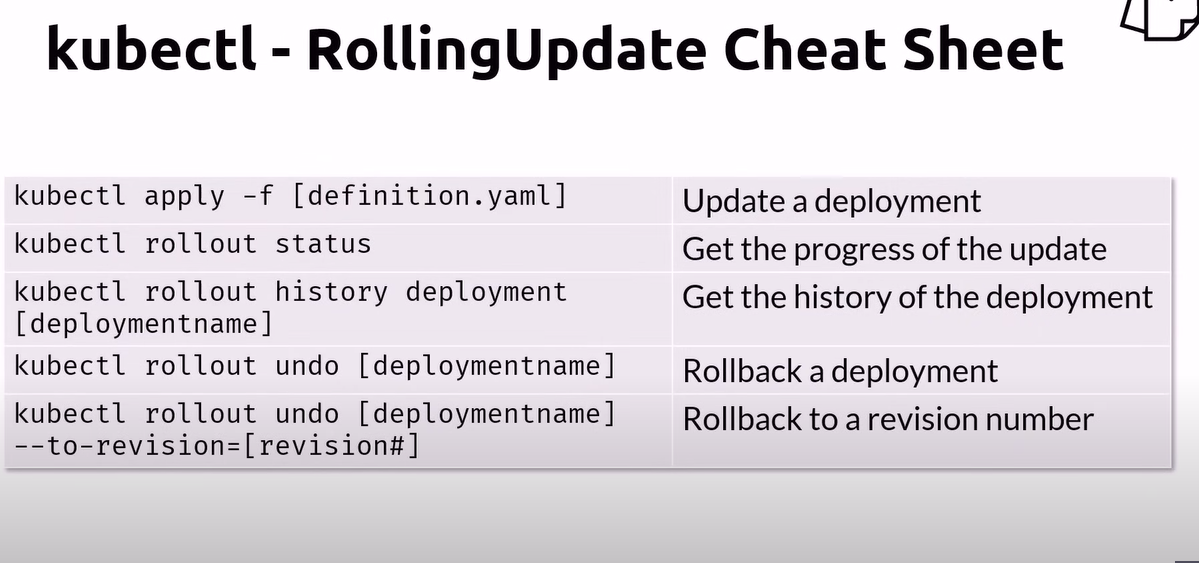 kubectl - RollingUpdate Cheat Sheet
kubectl apply -f [definition.yaml]
Update a deployment
kubectl rollout status
Get the progress of the update
kubectl rollout history deployment
[deploymentname]
Get the history of the deployment
kubectl rollout undo [deploymentname]
Rollback a deployment
kubectl rollout undo [deploymentname]
--to-revision=[revision#]
Rollback to a revision number